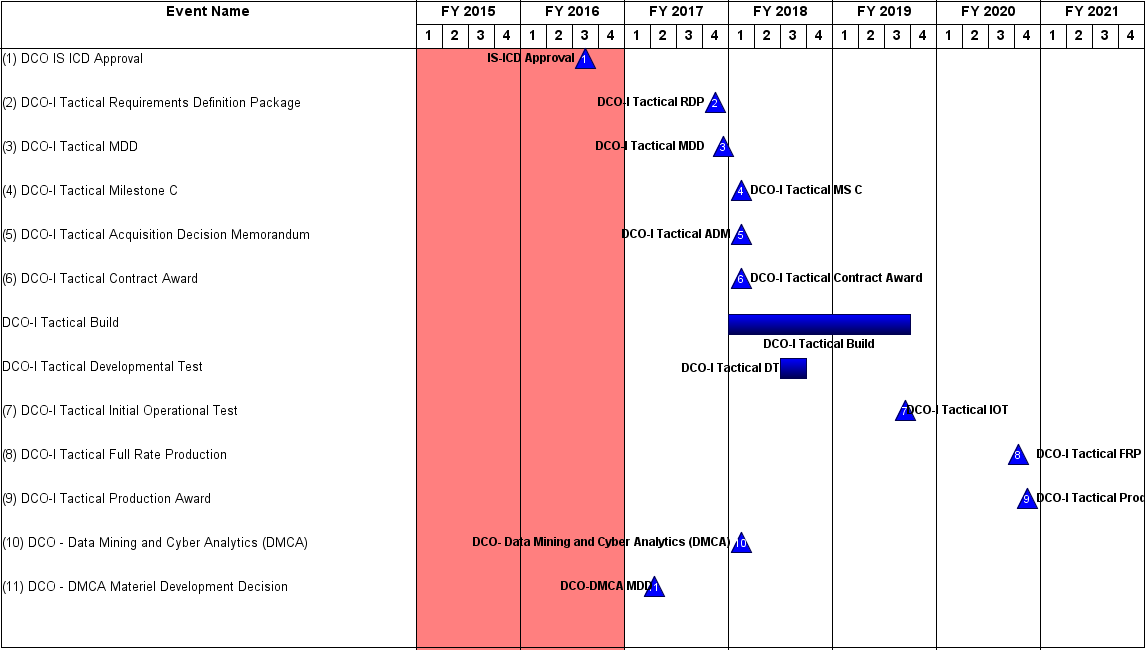 Event Name FY 2015 FY 2016 FY 2017 FY 2018 FY 2019 FY 2020 FY 2021
1 2 3 4 1 2 3 4 1 2 3 4 1 2 3 4 1 2 3 4 1 2 3 4 1 2 3 4
(1) DCO IS ICD Approval IS-ICD Approval 1
(2) DCO-I Tactical Requirements Definition Package DCO-I Tactical RDP 2
(3) DCO-I Tactical MDD DCO-I Tactical MDD 3
(4) DCO-I Tactical Milestone C 4 DCO-I Tactical MS C
(5) DCO-I Tactical Acquisition Decision Memorandum DCO-I Tactical ADM 5
(6) DCO-I Tactical Contract Award 6 DCO-I Tactical Contract Award
DCO-I Tactical Build
DCO-I Tactical Build
DCO-I Tactical Developmental Test DCO-I Tactical DT
(7) DCO-I Tactical Initial Operational Test 7 DCO-I Tactical IOT
(8) DCO-I Tactical Full Rate Production 8 DCO-I Tactical FRP
(9) DCO-I Tactical Production Award 9 DCO-I Tactical Prod
(10) DCO - Data Mining and Cyber Analytics (DMCA) DCO- Data Mining and Cyber Analytics (DMCA) 10
(11) DCO - DMCA Materiel Development Decision DCO-DMCA MDD 11